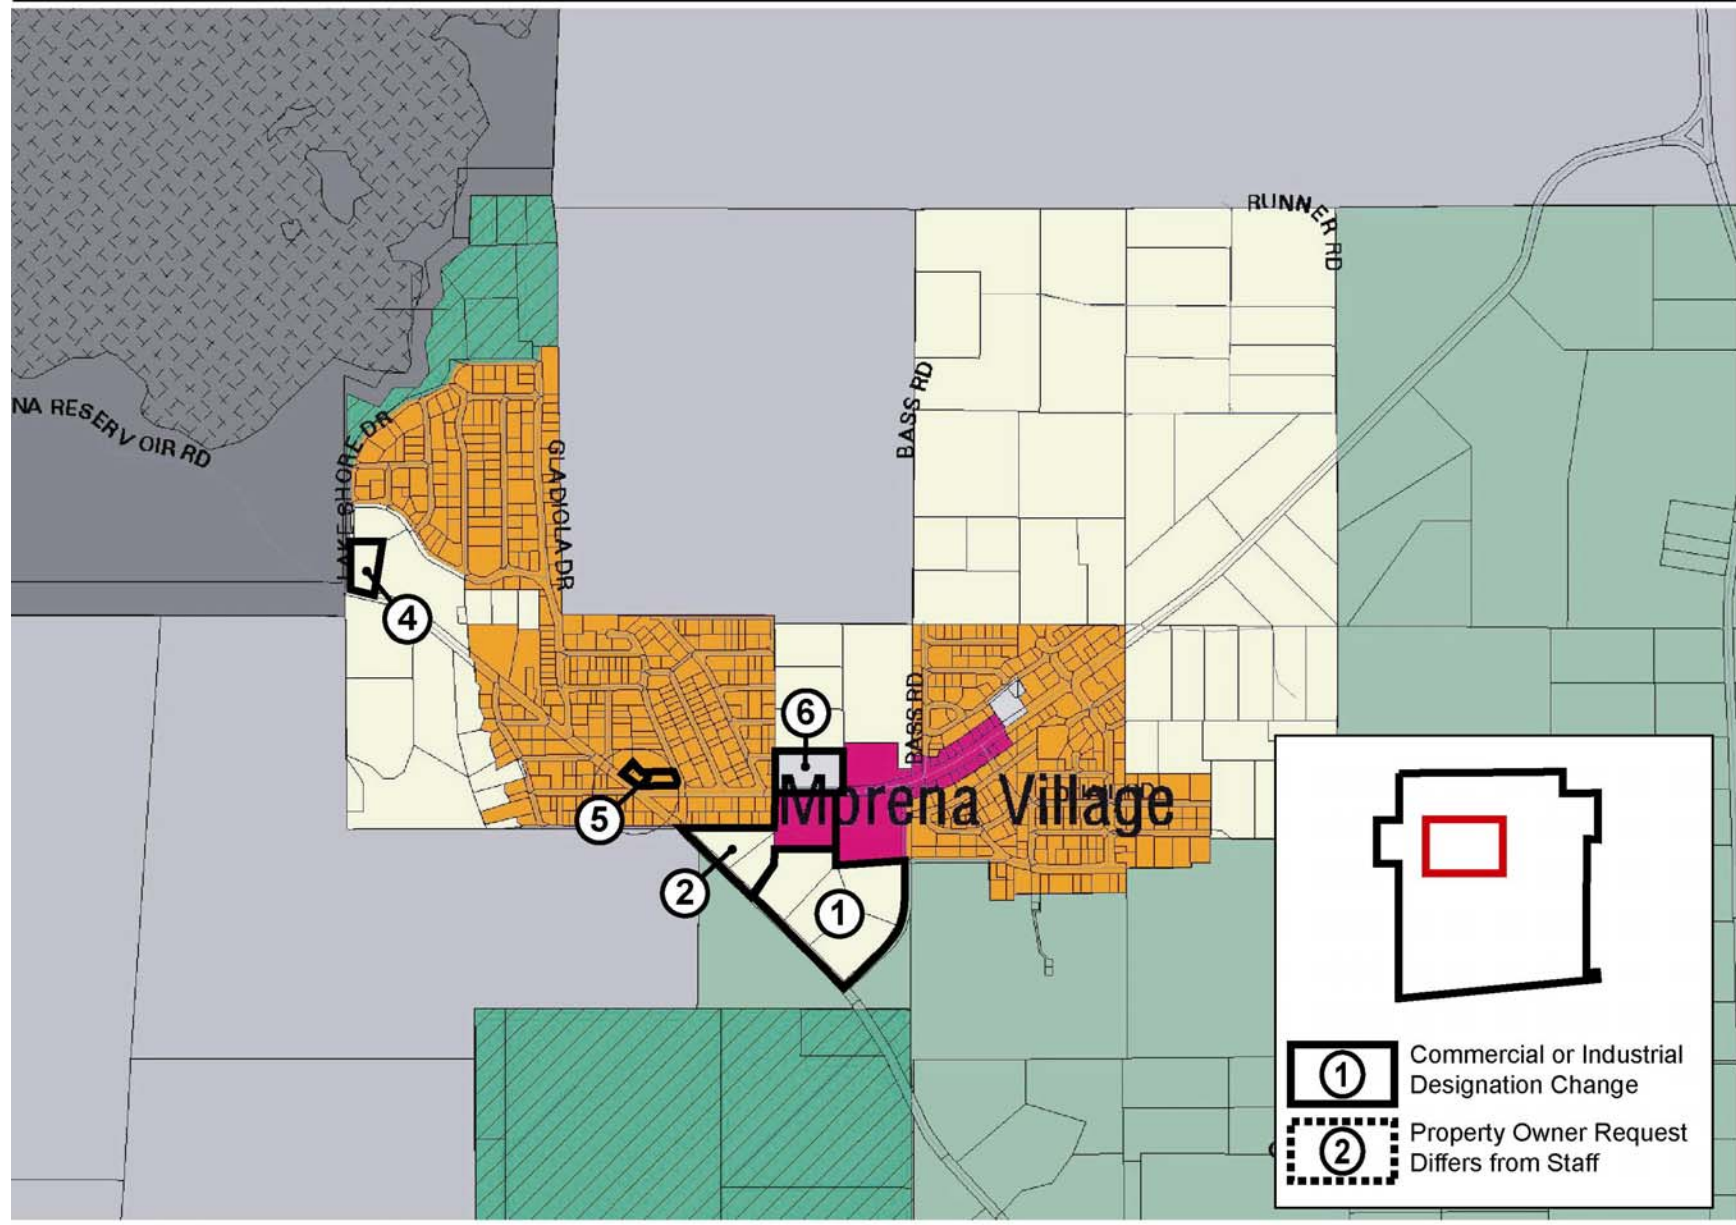 RUNNER RD
BASS RD
NA RESERVOIR RD
LAKE SHORE DR
GLADIOLA DR
4
BASS RD
6
Morena Village
5
2
1
1
Commercial or Industrial
Designation Change
2
Property Owner Request
Differs from Staff